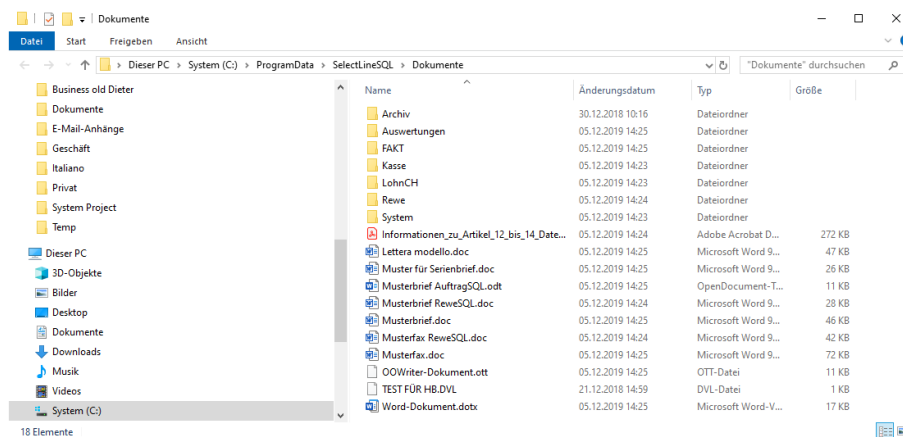 Dokumente
Datei Start Freigeben Ansicht
Dieser PC > System (C:) > ProgramData > SelectLineSQL > Dokumente "Dokumente" durchsuchen
Business old Dieter
Dokumente
E-Mail-Anhänge
Geschäft
Italiano
Privat
System Project
Temp
Dieser PC
3D-Objekte
Bilder
Desktop
Dokumente
Downloads
Musik
Videos
System (C:)
Name Änderungsdatum Typ Größe
Archiv 30.12.2018 10:16 Dateiordner
Auswertungen 05.12.2019 14:25 Dateiordner
FAKT 05.12.2019 14:25 Dateiordner
Kasse 05.12.2019 14:23 Dateiordner
LohnCH 05.12.2019 14:23 Dateiordner
Rewe 05.12.2019 14:24 Dateiordner
System 05.12.2019 14:23 Dateiordner
Informationen_zu_Artikel_12_bis_14_Date... 05.12.2019 14:24 Adobe Acrobat D... 272 KB
Lettera modello.doc 05.12.2019 14:25 Microsoft Word 9... 47 KB
Muster für Serienbrief.doc 05.12.2019 14:25 Microsoft Word 9... 26 KB
Musterbrief AuftragSQL.odt 05.12.2019 14:25 OpenDocument-T... 11 KB
Musterbrief ReweSQL.doc 05.12.2019 14:24 Microsoft Word 9... 28 KB
Musterbrief.doc 05.12.2019 14:25 Microsoft Word 9... 46 KB
Musterfax ReweSQL.doc 05.12.2019 14:24 Microsoft Word 9... 42 KB
Musterfax.doc 05.12.2019 14:25 Microsoft Word 9... 72 KB
OOWriter-Dokument.ott 05.12.2019 14:25 OTT-Datei 11 KB
TEST FÜR HB.DVL 21.12.2018 14:59 DVL-Datei 1 KB
Word-Dokument.dotx 05.12.2019 14:25 Microsoft Word-V... 17 KB
18 Elemente